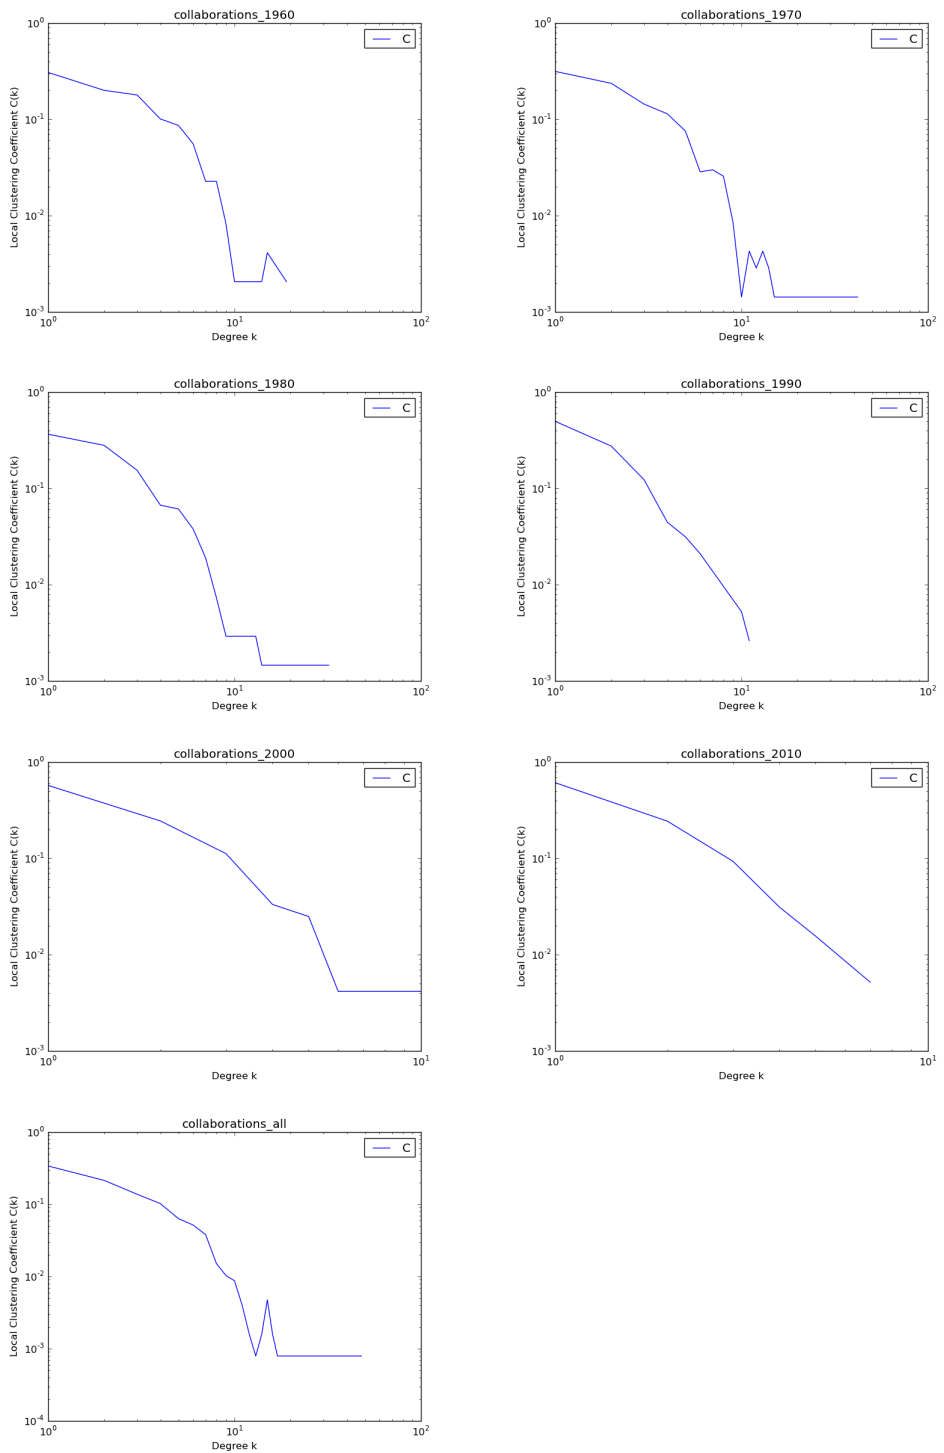 collaborations_1960
10^0
C
10^-1
10^-2
10^-3
Local Clustering Coefficient C(k)
10^0
10^1
10^2
Degree k
collaborations_1970
10^0
C
10^-1
10^-2
10^-3
Local Clustering Coefficient C(k)
10^0
10^1
10^2
Degree k
collaborations_1980
10^0
C
10^-1
10^-2
10^-3
Local Clustering Coefficient C(k)
10^0
10^1
10^2
Degree k
collaborations_1990
10^0
C
10^-1
10^-2
10^-3
Local Clustering Coefficient C(k)
10^0
10^1
10^2
Degree k
collaborations_2000
10^0
C
10^-1
10^-2
10^-3
Local Clustering Coefficient C(k)
10^0
10^1
Degree k
collaborations_2010
10^0
C
10^-1
10^-2
10^-3
Local Clustering Coefficient C(k)
10^0
10^1
Degree k
collaborations_all
10^0
C
10^-1
10^-2
10^-3
10^-4
Local Clustering Coefficient C(k)
10^0
10^1
10^2
Degree k